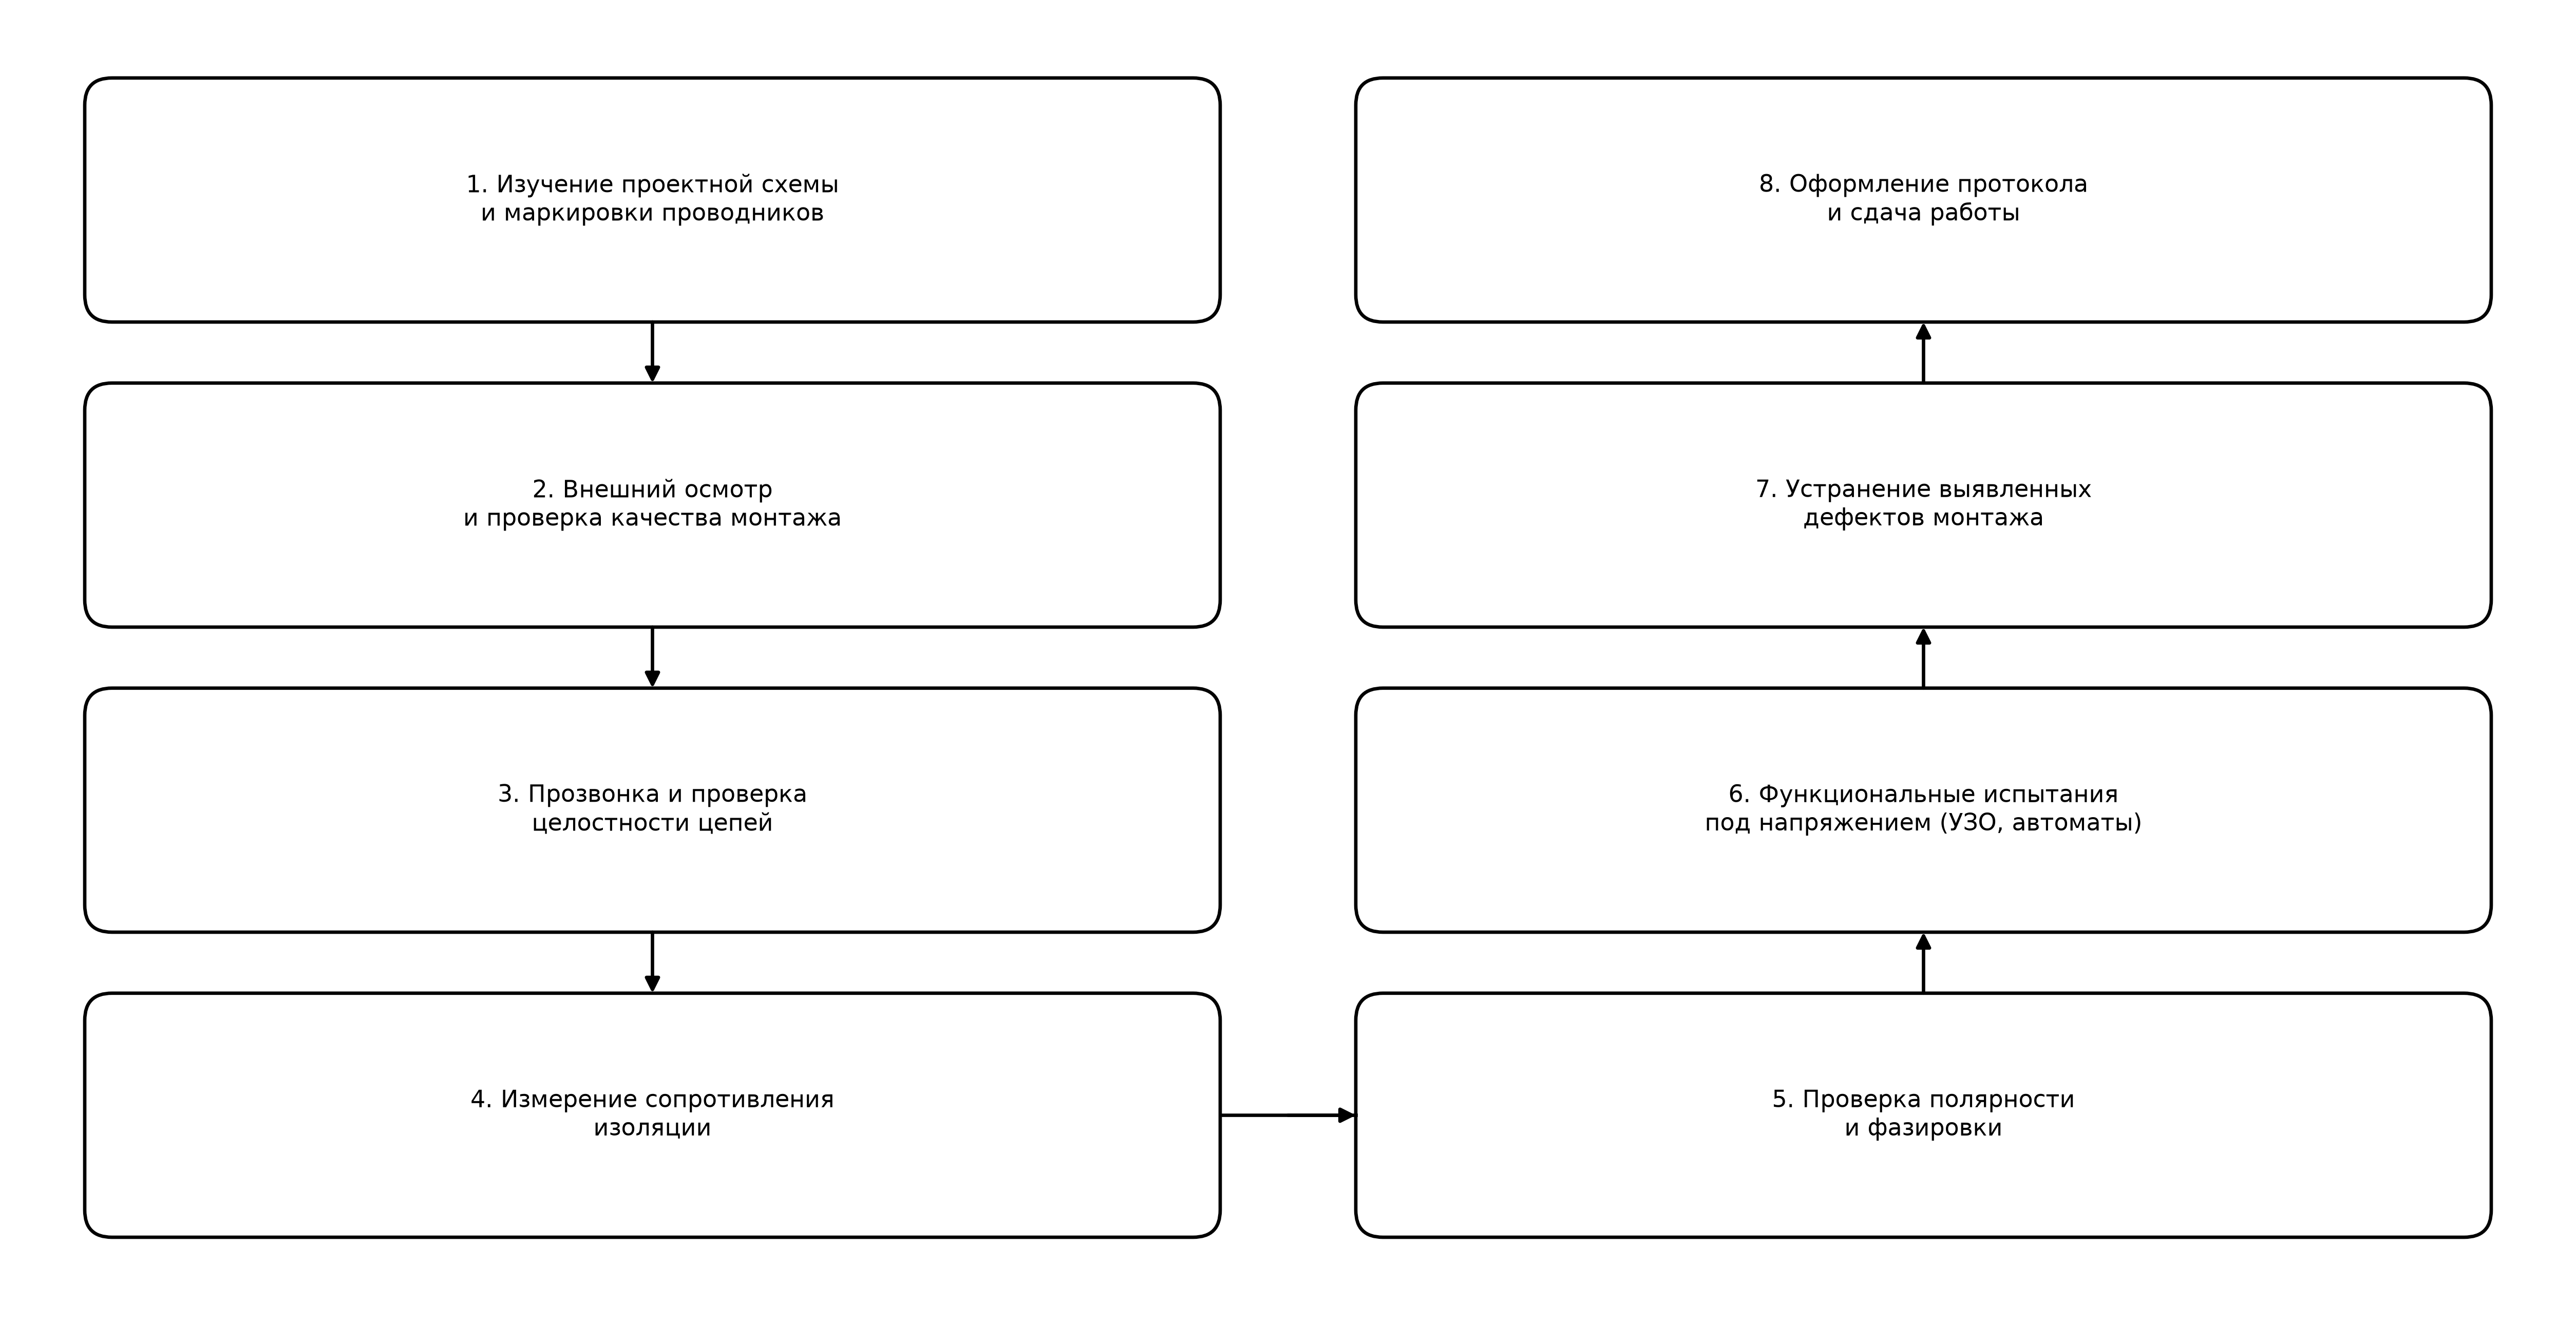 1. Изучение проектной схемы
и маркировки проводников
2. Внешний осмотр
и проверка качества монтажа
3. Прозвонка и проверка
целостности цепей
4. Измерение сопротивления
изоляции
5. Проверка полярности
и фазировки
6. Функциональные испытания
под напряжением (УЗО, автоматы)
7. Устранение выявленных
дефектов монтажа
8. Оформление протокола
и сдача работы